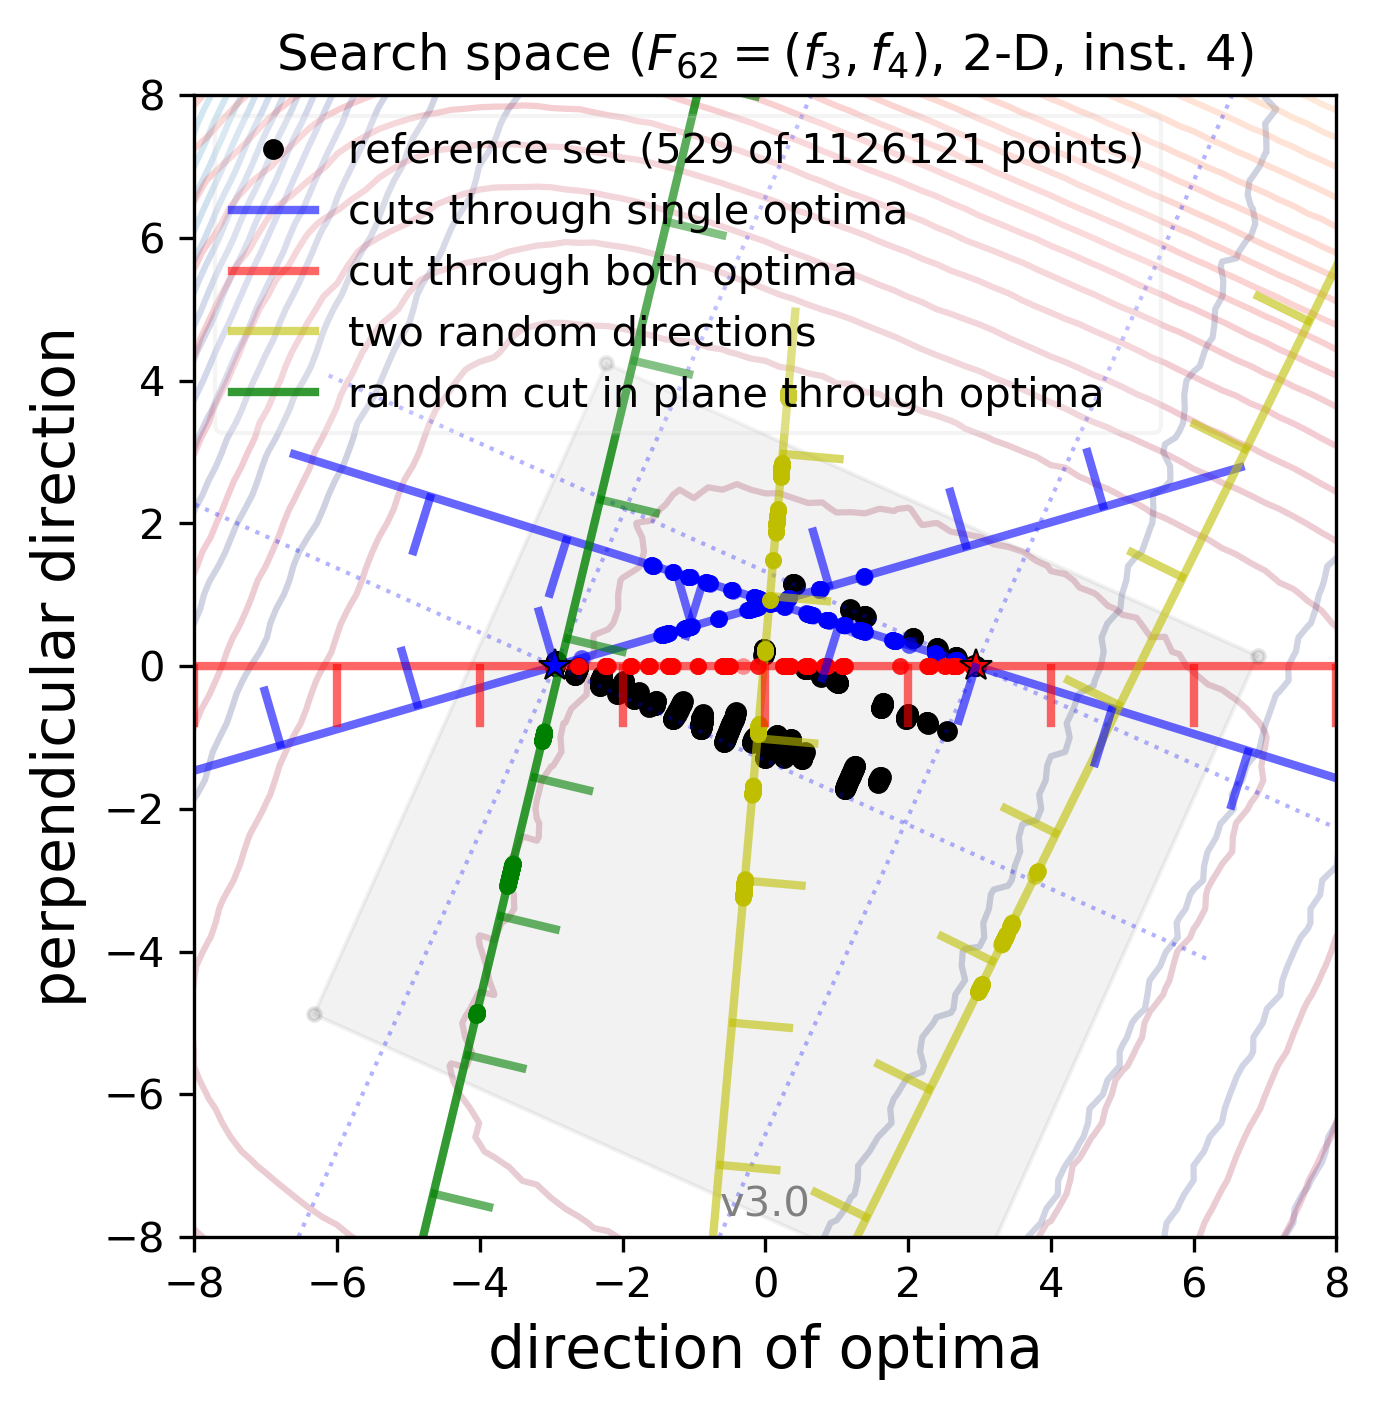 Search space (F62 = (f3, f4), 2-D, inst. 4)
reference set (529 of 1126121 points)
cuts through single optima
cut through both optima
two random directions
random cut in plane through optima
perpendicular direction
8
6
4
2
0
−2
−4
−6
−8
v3.0
−8 −6 −4 −2 0 2 4 6 8
direction of optima